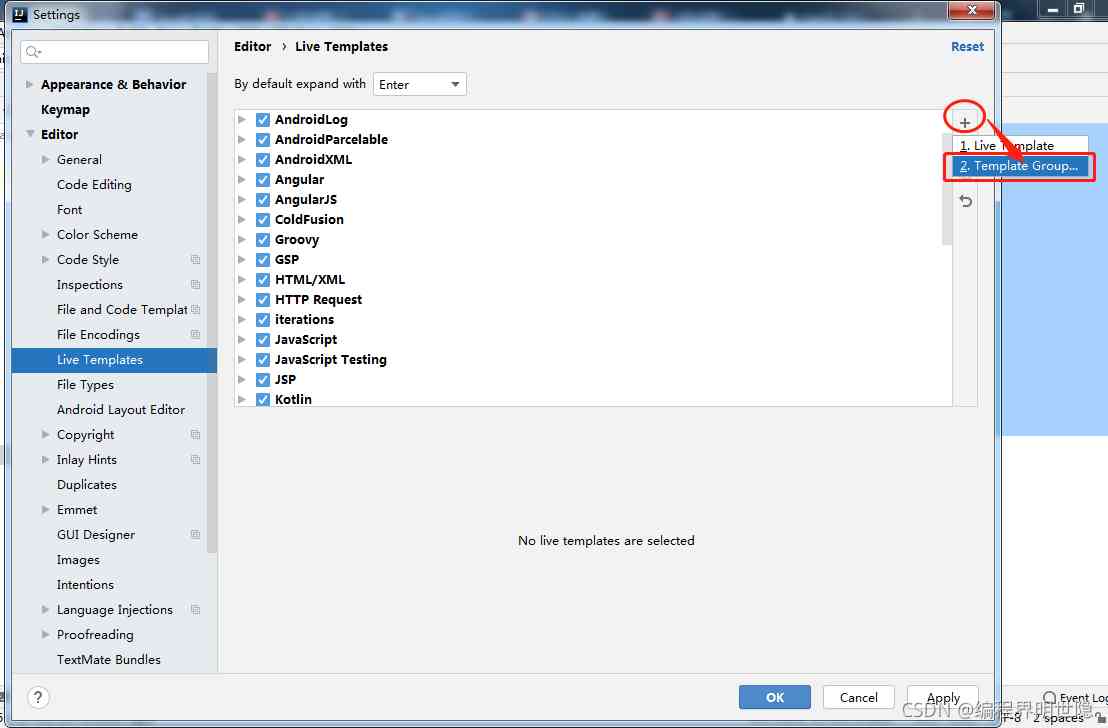 Settings
Editor › Live Templates
Reset
By default expand with Enter
Appearance & Behavior
Keymap
Editor
General
Code Editing
Font
Color Scheme
Code Style
Inspections
File and Code Templat
File Encodings
Live Templates
File Types
Android Layout Editor
Copyright
Inlay Hints
Duplicates
Emmet
GUI Designer
Images
Intentions
Language Injections
Proofreading
TextMate Bundles
AndroidLog
AndroidParcelable
AndroidXML
Angular
AngularJS
ColdFusion
Groovy
GSP
HTML/XML
HTTP Request
iterations
JavaScript
JavaScript Testing
JSP
Kotlin
1. Live Template
2. Template Group...
No live templates are selected
?
OK
Cancel
Apply
Event Log
2 spaces
CSDN @编程界明世隐